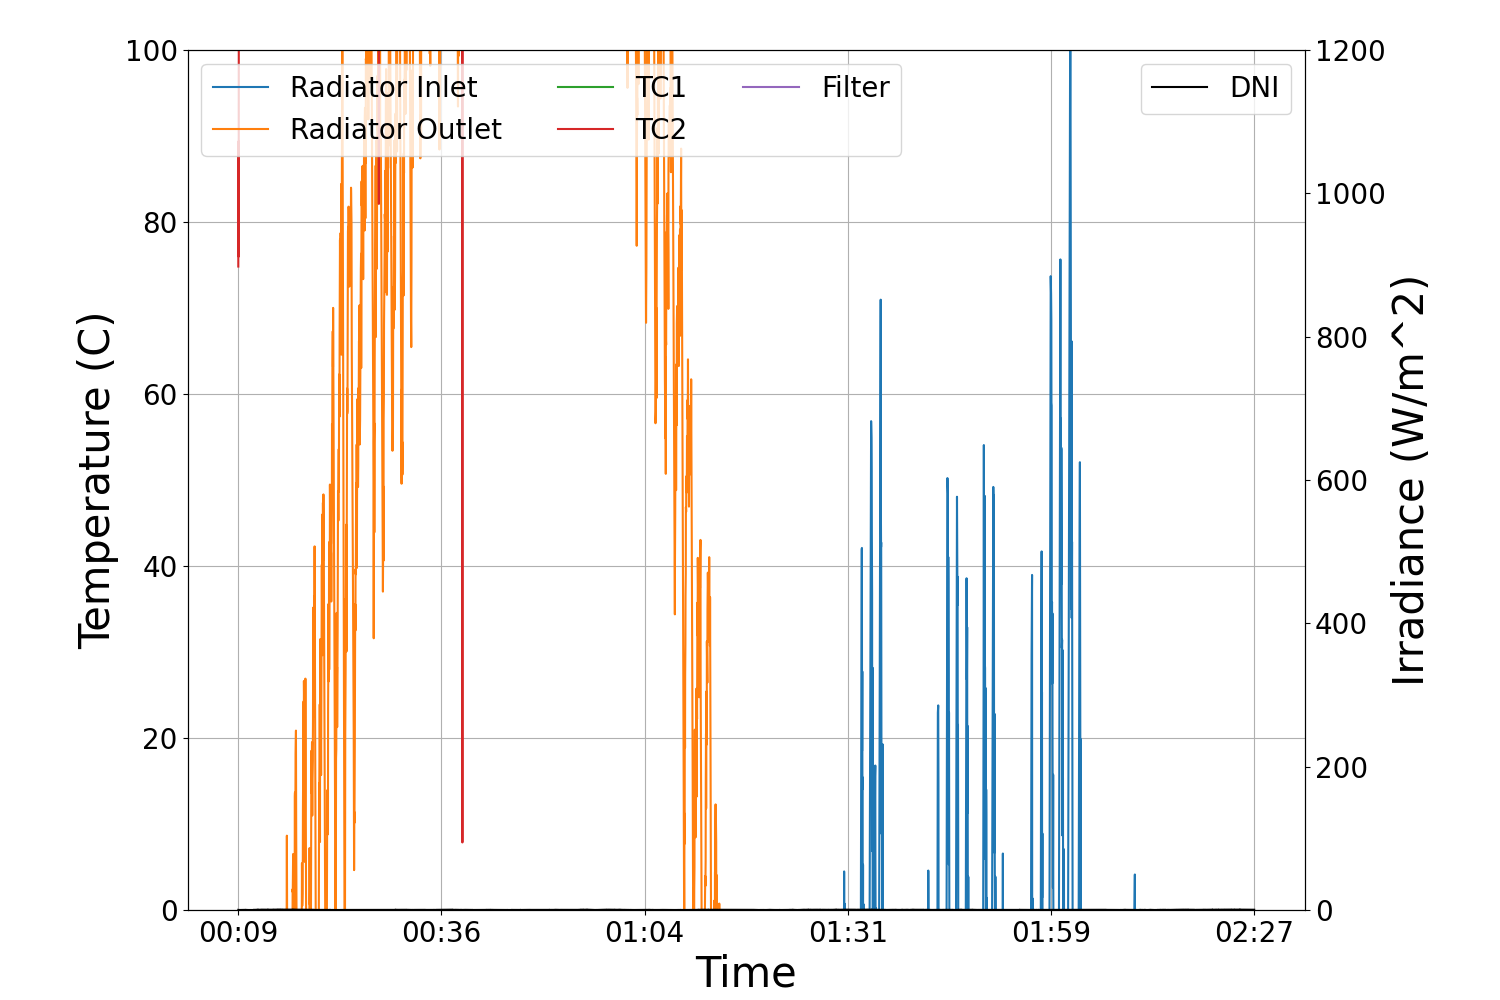 100
80
60
40
20
0
Temperature (C)
Radiator Inlet
Radiator Outlet
TC1
TC2
Filter
DNI
1200
1000
800
600
400
200
0
Irradiance (W/m^2)
00:09
00:36
01:04
01:31
01:59
02:27
Time